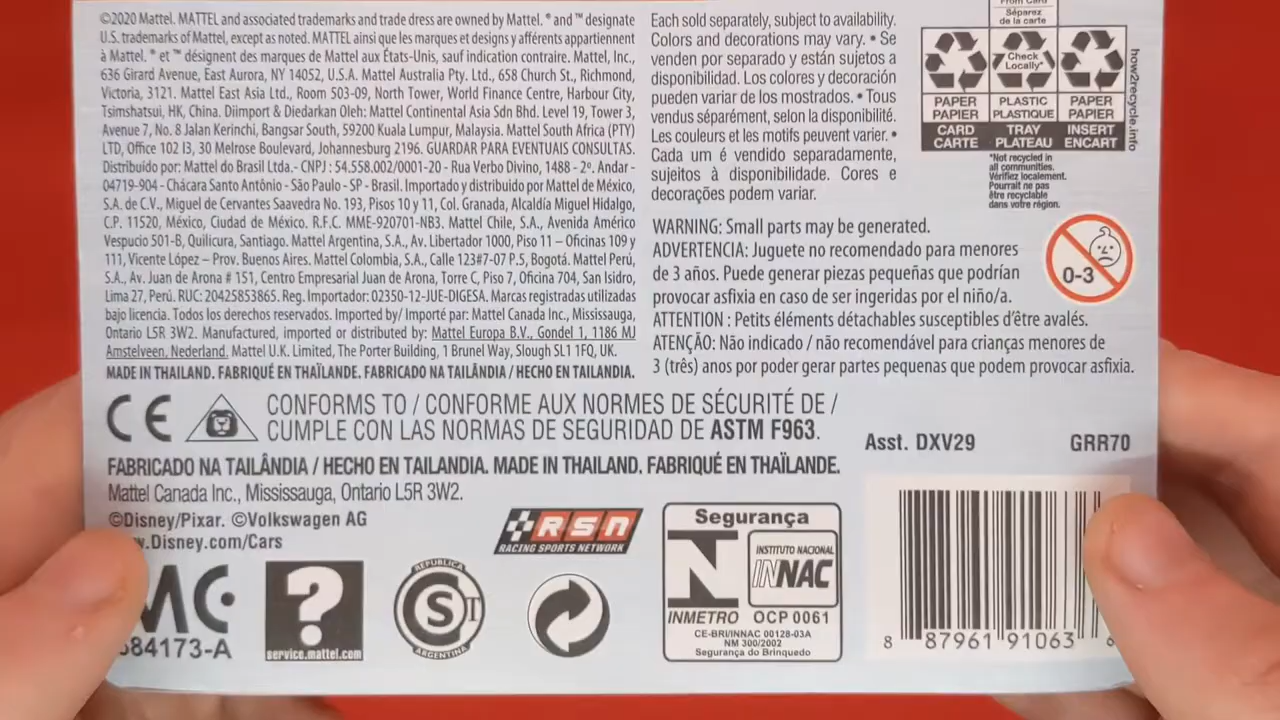 ©2020 Mattel. MATTEL and associated trademarks and trade dress are owned by Mattel. ® and ™ designate
U.S. trademarks of Mattel, except as noted. MATTEL ainsi que les marques et designs y afférents appartiennent
à Mattel. ® et ™ désignent des marques de Mattel aux États-Unis, sauf indication contraire. Mattel, Inc.,
636 Girard Avenue, East Aurora, NY 14052, U.S.A. Mattel Australia Pty. Ltd., 658 Church St., Richmond,
Victoria, 3121. Mattel East Asia Ltd., Room 503-09, North Tower, World Finance Centre, Harbour City,
Tsimshatsui, HK, China. Diimport & Diedarkan Oleh: Mattel Continental Asia Sdn Bhd. Level 19, Tower 3,
Avenue 7, No. 8 Jalan Kerinchi, Bangsar South, 59200 Kuala Lumpur, Malaysia. Mattel South Africa (PTY)
LTD, Office 102 I3, 30 Melrose Boulevard, Johannesburg 2196. GUARDAR PARA EVENTUAIS CONSULTAS.
Distribuido por: Mattel do Brasil Ltda.- CNPJ : 54.558.002/0001-20 - Rua Verbo Divino, 1488 - 2º. Andar -
04719-904 - Chácara Santo Antônio - São Paulo - SP - Brasil. Importado y distribuido por Mattel de México,
S.A. de C.V., Miguel de Cervantes Saavedra No. 193, Pisos 10 y 11, Col. Granada, Alcaldía Miguel Hidalgo,
C.P. 11520, México, Ciudad de México. R.F.C. MME-920701-NB3. Mattel Chile, S.A., Avenida Américo
Vespucio 501-B, Quilicura, Santiago. Mattel Argentina, S.A., Av. Libertador 1000, Piso 11 – Oficinas 109 y
111, Vicente López – Prov. Buenos Aires. Mattel Colombia, S.A., Calle 123#7-07 P.5, Bogotá. Mattel Perú,
S.A., Av. Juan de Arona # 151, Centro Empresarial Juan de Arona, Torre C, Piso 7, Oficina 704, San Isidro,
Lima 27, Perú. RUC: 20425853865. Reg. Importador: 02350-12-JUE-DIGESA. Marcas registradas utilizadas
bajo licencia. Todos los derechos reservados. Imported by/ Importé par: Mattel Canada Inc., Mississauga,
Ontario L5R 3W2. Manufactured, imported or distributed by: Mattel Europa B.V., Gondel 1, 1186 MJ
Amstelveen, Nederland. Mattel U.K. Limited, The Porter Building, 1 Brunel Way, Slough SL1 1FQ, UK.
MADE IN THAILAND. FABRIQUÉ EN THAÏLANDE. FABRICADO NA TAILÂNDIA / HECHO EN TAILANDIA.
Each sold separately, subject to availability.
Colors and decorations may vary. • Se
venden por separado y están sujetos a
disponibilidad. Los colores y decoración
pueden variar de los mostrados. • Tous
vendus séparément, selon la disponibilité.
Les couleurs et les motifs peuvent varier. •
Cada um é vendido separadamente,
sujeitos à disponibilidade. Cores e
decorações podem variar.
From Card
Séparez
de la carte
Check
Locally*
PAPER
PAPIER
PLASTIC
PLASTIQUE
PAPER
PAPIER
CARD
CARTE
TRAY
PLATEAU
INSERT
ENCART
how2recycle.info
*Not recycled in
all communities.
Vérifiez localement.
Pourrait ne pas
être recyclable
dans votre région.
WARNING: Small parts may be generated.
ADVERTENCIA: Juguete no recomendado para menores
de 3 años. Puede generar piezas pequeñas que podrían
provocar asfixia en caso de ser ingeridas por el niño/a.
ATTENTION : Petits éléments détachables susceptibles d'être avalés.
ATENÇÃO: Não indicado / não recomendável para crianças menores de
3 (três) anos por poder gerar partes pequenas que podem provocar asfixia.
0-3
CE
CONFORMS TO / CONFORME AUX NORMES DE SÉCURITÉ DE /
CUMPLE CON LAS NORMAS DE SEGURIDAD DE ASTM F963.
Asst. DXV29
GRR70
FABRICADO NA TAILÂNDIA / HECHO EN TAILANDIA. MADE IN THAILAND. FABRIQUÉ EN THAÏLANDE.
Mattel Canada Inc., Mississauga, Ontario L5R 3W2.
©Disney/Pixar. ©Volkswagen AG
w.Disney.com/Cars
RSN
RACING SPORTS NETWORK
MC
684173-A
?
service.mattel.com
REPUBLICA
S
ARGENTINA
Segurança
N
INMETRO
INSTITUTO NACIONAL
INNAC
OCP 0061
CE-BRI/INNAC 00128-03A
NM 300/2002
Segurança do Brinquedo
8 87961 91063 6